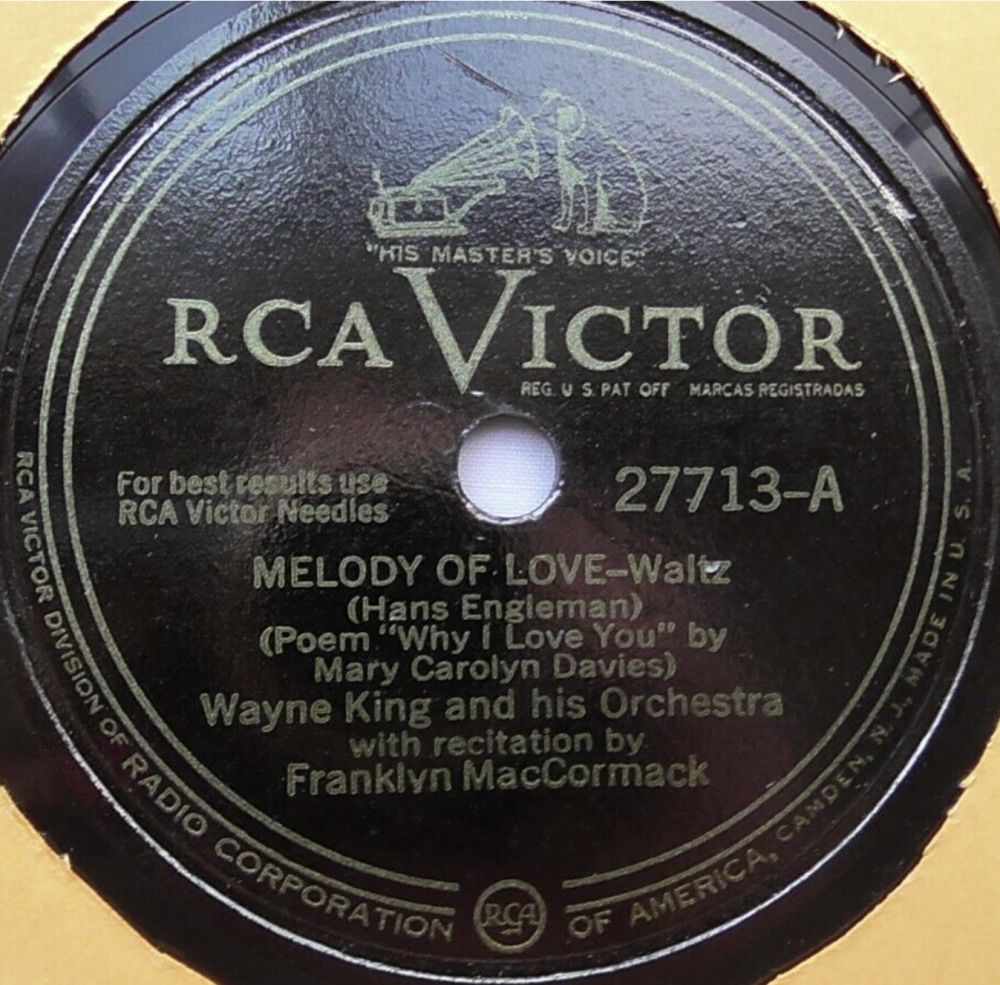 "HIS MASTER'S VOICE"
RCA VICTOR
REG. U. S. PAT. OFF. MARCAS REGISTRADAS
For best results use
RCA Victor Needles
27713-A
MELODY OF LOVE-Waltz
(Hans Engleman)
(Poem "Why I Love You" by
Mary Carolyn Davies)
Wayne King and his Orchestra
with recitation by
Franklyn MacCormack
RCA VICTOR DIVISION OF RADIO CORPORATION OF AMERICA, CAMDEN, N. J., MADE IN U. S. A.
RCA